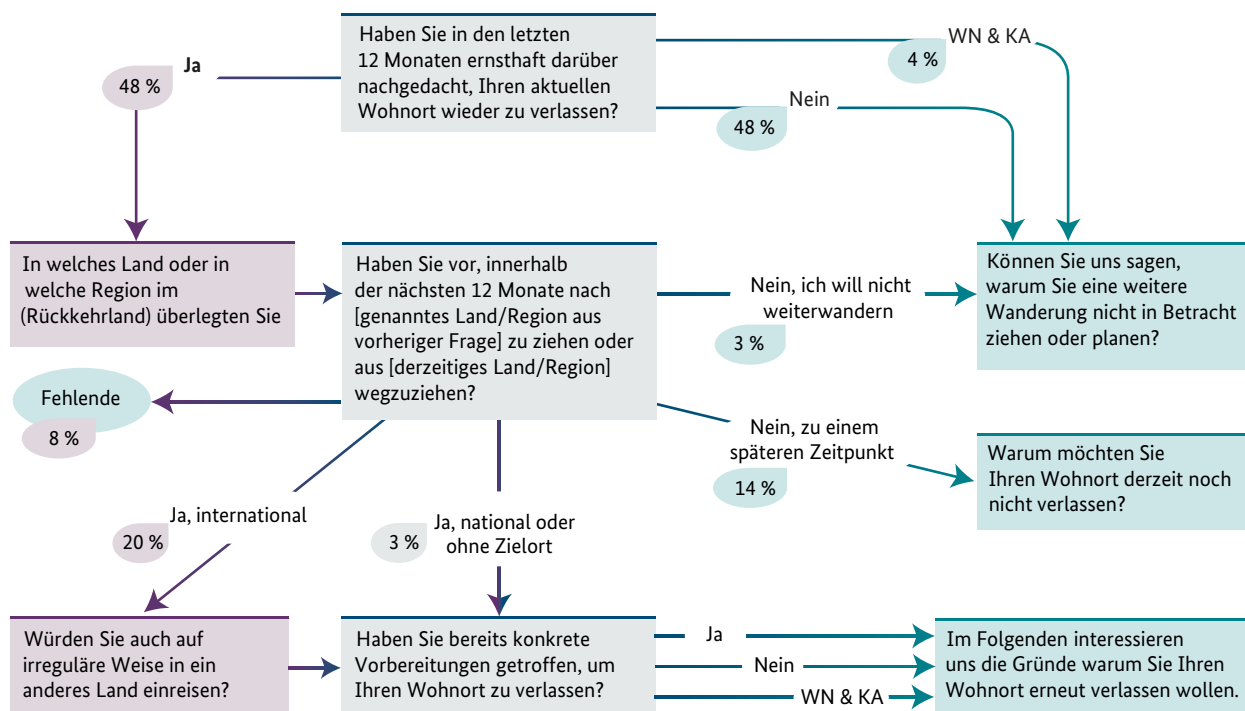 Haben Sie in den letzten
12 Monaten ernsthaft darüber
nachgedacht, Ihren aktuellen
Wohnort wieder zu verlassen?
Ja
48 %
WN & KA
4 %
Nein
48 %
In welches Land oder in
welche Region im
(Rückkehrland) überlegten Sie
Haben Sie vor, innerhalb
der nächsten 12 Monate nach
[genanntes Land/Region aus
vorheriger Frage] zu ziehen oder
aus [derzeitiges Land/Region]
wegzuziehen?
Nein, ich will nicht
weiterwandern
3 %
Können Sie uns sagen,
warum Sie eine weitere
Wanderung nicht in Betracht
ziehen oder planen?
Fehlende
8 %
Nein, zu einem
späteren Zeitpunkt
14 %
Warum möchten Sie
Ihren Wohnort derzeit noch
nicht verlassen?
Ja, international
20 %
Ja, national oder
ohne Zielort
3 %
Würden Sie auch auf
irreguläre Weise in ein
anderes Land einreisen?
Haben Sie bereits konkrete
Vorbereitungen getroffen, um
Ihren Wohnort zu verlassen?
Ja
Nein
WN & KA
Im Folgenden interessieren
uns die Gründe warum Sie Ihren
Wohnort erneut verlassen wollen.